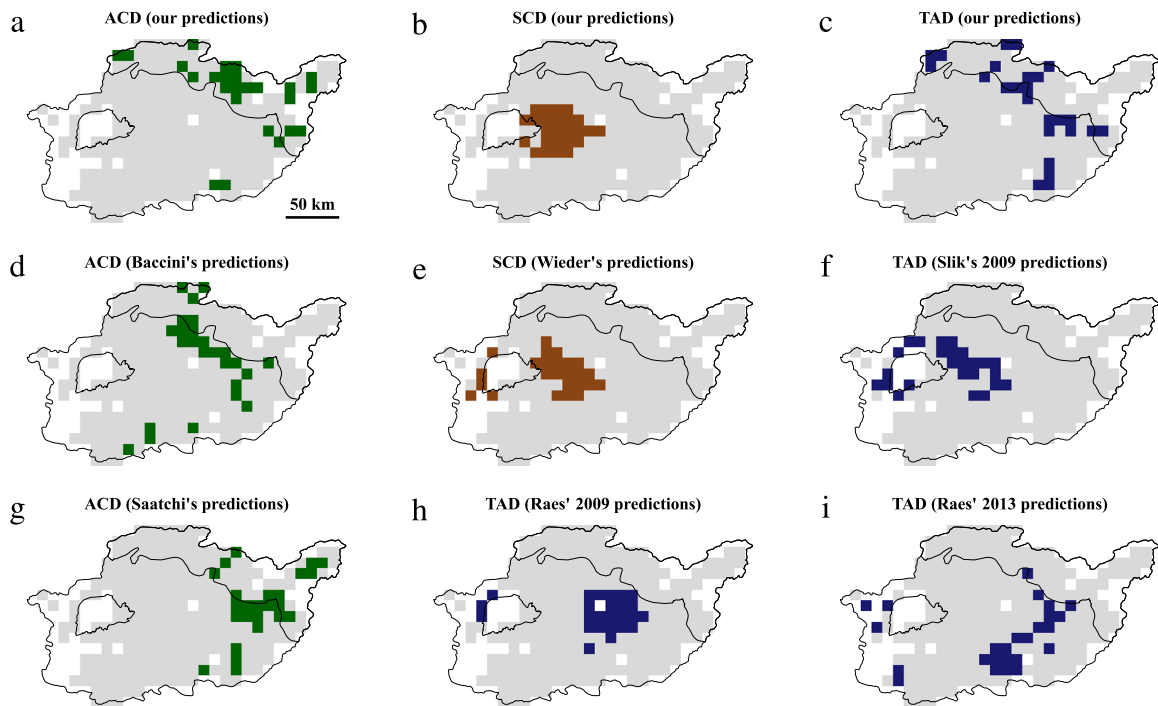 a
ACD (our predictions)
b
SCD (our predictions)
c
TAD (our predictions)
50 km
d
ACD (Baccini's predictions)
e
SCD (Wieder's predictions)
f
TAD (Slik's 2009 predictions)
g
ACD (Saatchi's predictions)
h
TAD (Raes' 2009 predictions)
i
TAD (Raes' 2013 predictions)